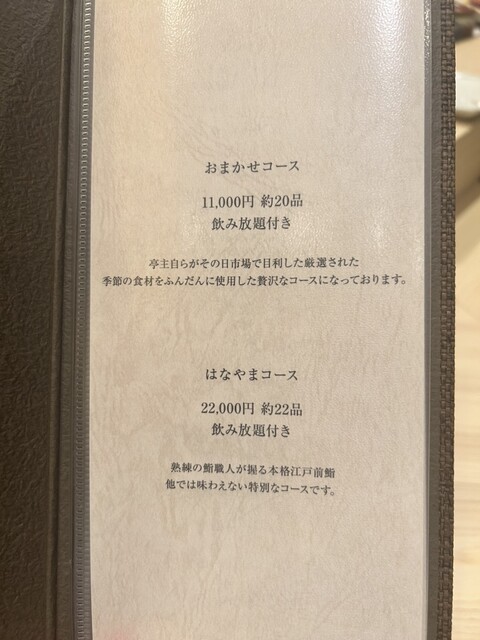 おまかせコース
11,000円 約20品
飲み放題付き
亭主自らがその日市場で目利した厳選された
季節の食材をふんだんに使用した贅沢なコースになっております。
はなやまコース
22,000円 約22品
飲み放題付き
熟練の鮨職人が握る本格江戸前鮨
他では味わえない特別なコースです。